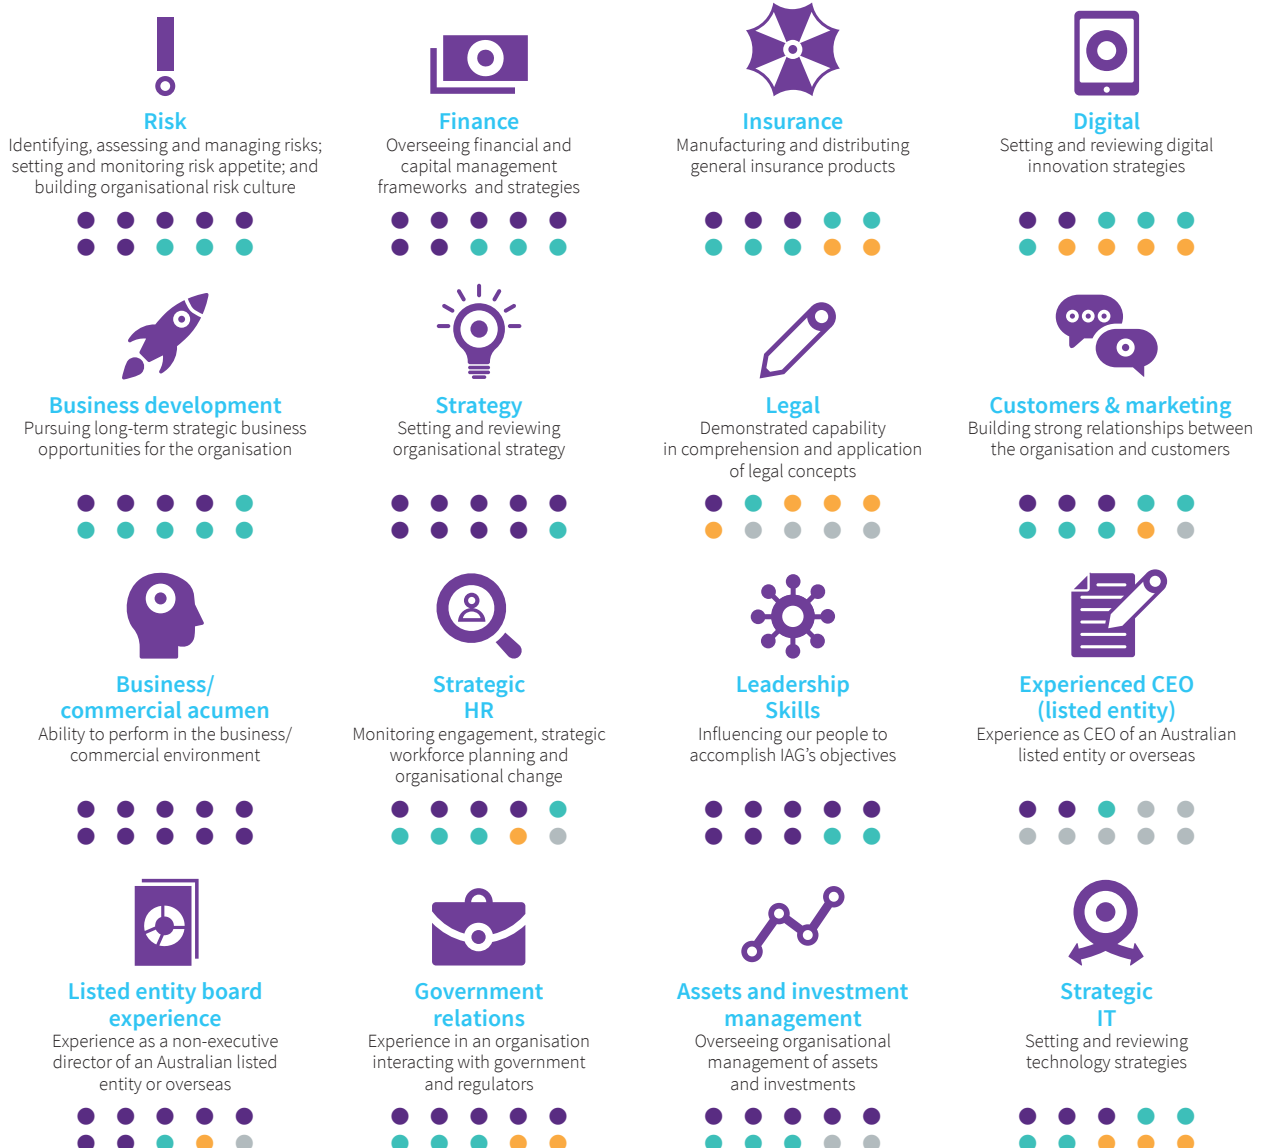 Risk
Identifying, assessing and managing risks;
setting and monitoring risk appetite; and
building organisational risk culture
Finance
Overseeing financial and
capital management
frameworks and strategies
Insurance
Manufacturing and distributing
general insurance products
Digital
Setting and reviewing digital
innovation strategies
Business development
Pursuing long-term strategic business
opportunities for the organisation
Strategy
Setting and reviewing
organisational strategy
Legal
Demonstrated capability
in comprehension and application
of legal concepts
Customers & marketing
Building strong relationships between
the organisation and customers
Business/
commercial acumen
Ability to perform in the business/
commercial environment
Strategic
HR
Monitoring engagement, strategic
workforce planning and
organisational change
Leadership
Skills
Influencing our people to
accomplish IAG's objectives
Experienced CEO
(listed entity)
Experience as CEO of an Australian
listed entity or overseas
Listed entity board
experience
Experience as a non-executive
director of an Australian listed
entity or overseas
Government
relations
Experience in an organisation
interacting with government
and regulators
Assets and investment
management
Overseeing organisational
management of assets
and investments
Strategic
IT
Setting and reviewing
technology strategies